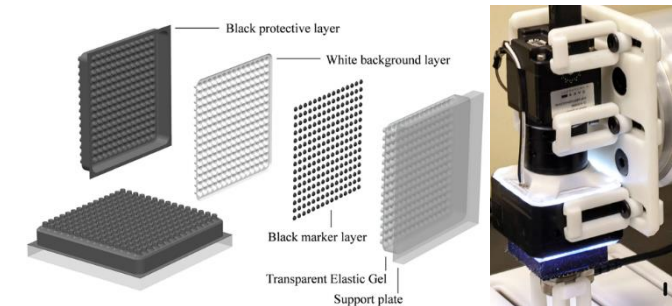 Black protective layer
White background layer
Black marker layer
Transparent Elastic Gel
Support plate